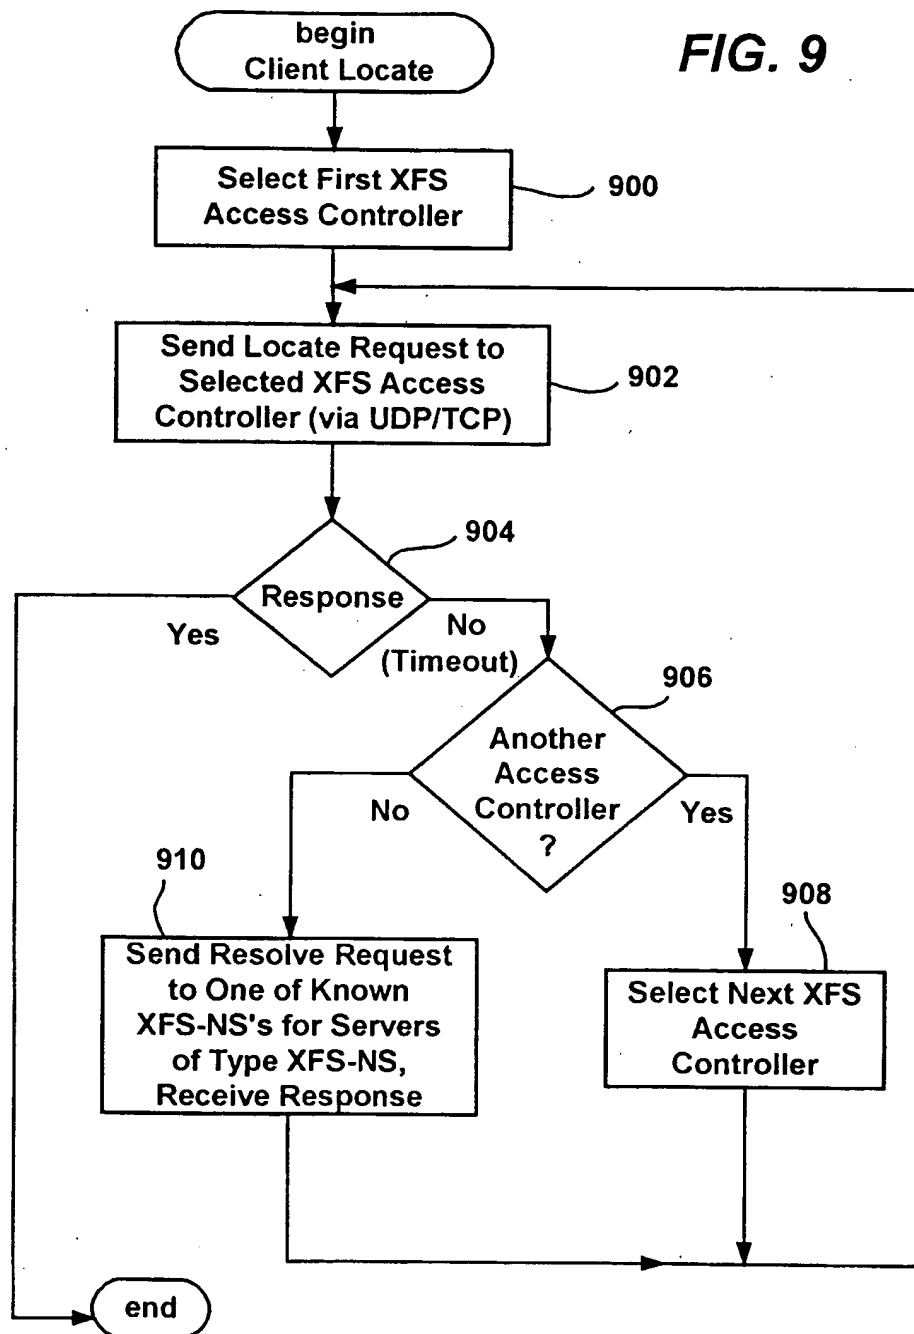 begin
Client Locate
FIG. 9
Select First XFS
Access Controller
900
Send Locate Request to
Selected XFS Access
Controller (via UDP/TCP)
902
904
Response
Yes
No
(Timeout)
906
Another
Access
Controller
?
No
Yes
910
908
Send Resolve Request
to One of Known
XFS-NS's for Servers
of Type XFS-NS,
Receive Response
Select Next XFS
Access
Controller
end